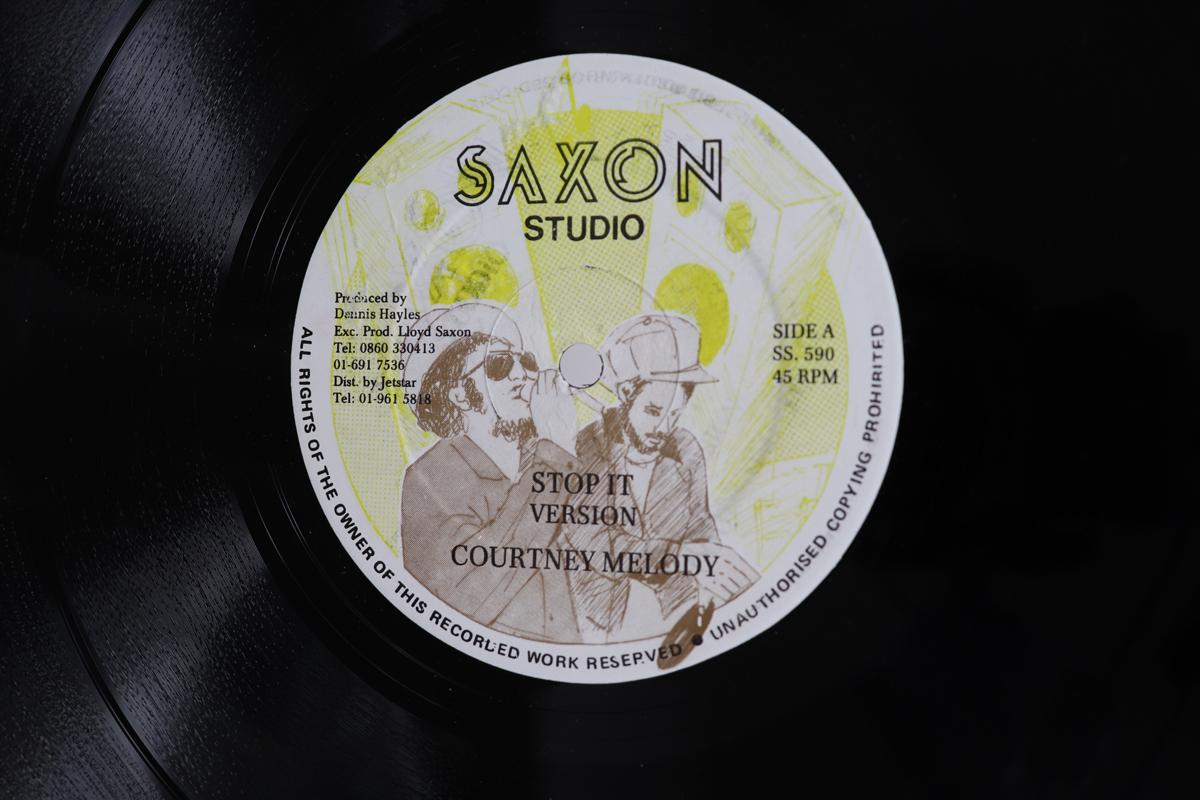 SAXON
STUDIO
Produced by
Dennis Hayles
Exc. Prod. Lloyd Saxon
Tel: 0860 330413
01-691 7536
Dist. by Jetstar
Tel: 01-961 5818
SIDE A
SS. 590
45 RPM
STOP IT
VERSION
COURTNEY MELODY
ALL RIGHTS OF THE OWNER OF THIS RECORDED WORK RESERVED • UNAUTHORISED COPYING PROHIBITED